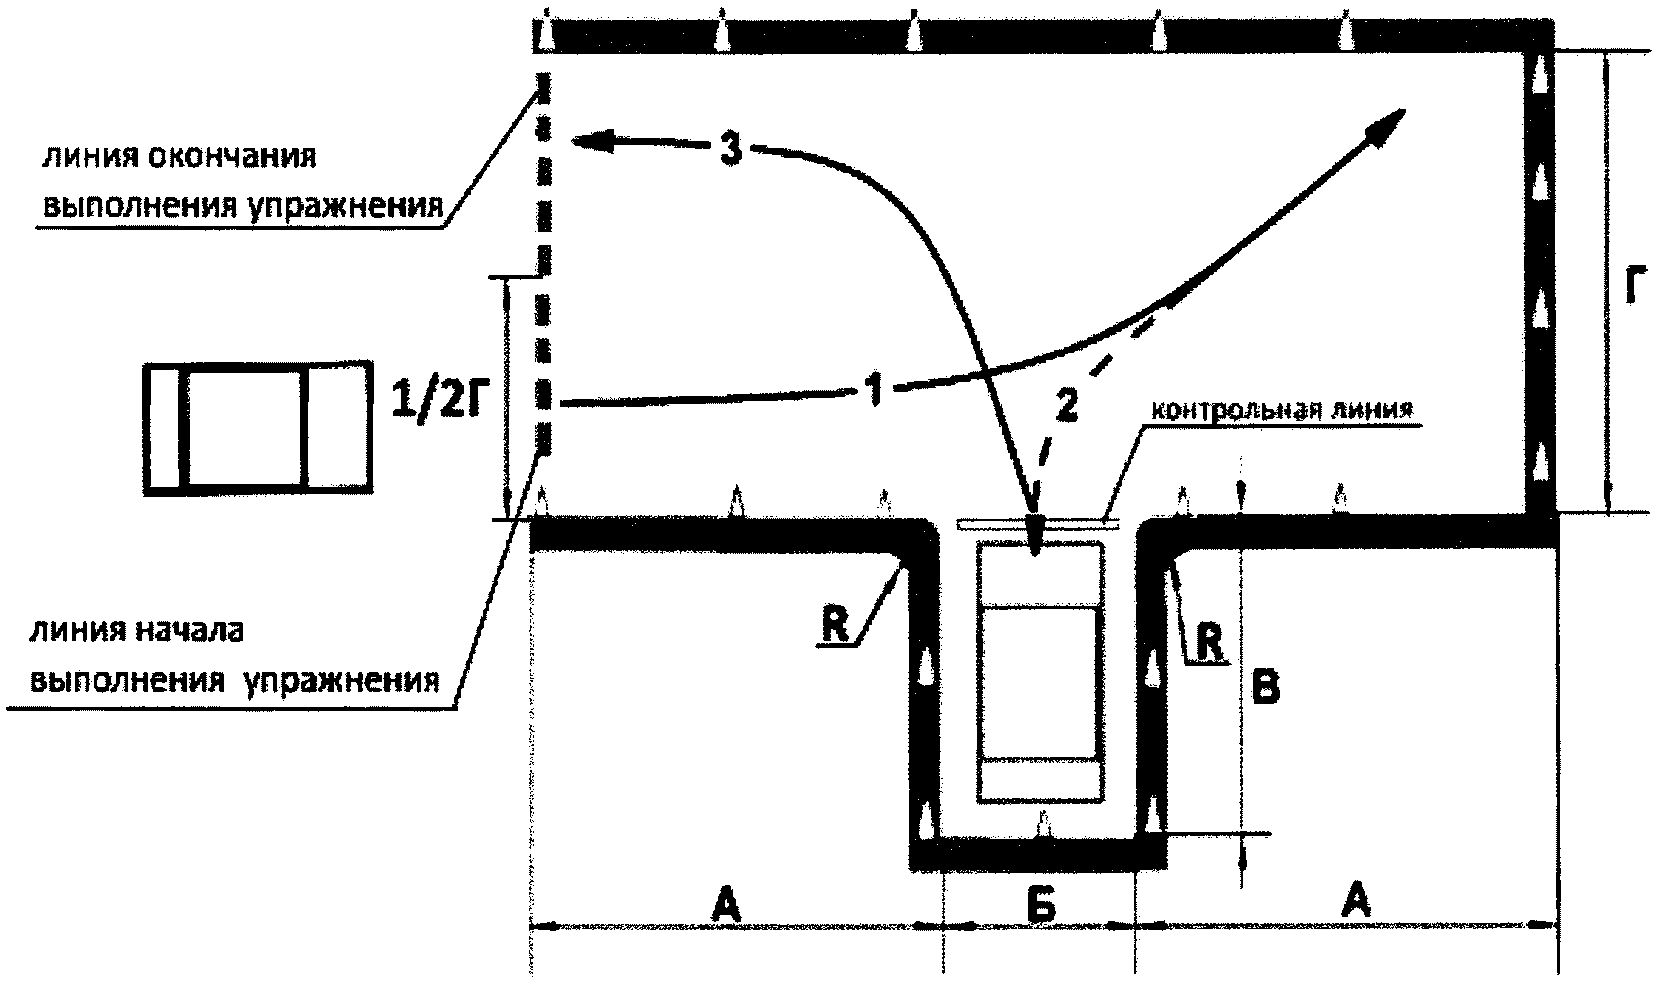 линия окончания
выполнения упражнения
3
Г
1/2Г
1
2
контрольная линия
линия начала
выполнения упражнения
R
R
В
А
Б
А